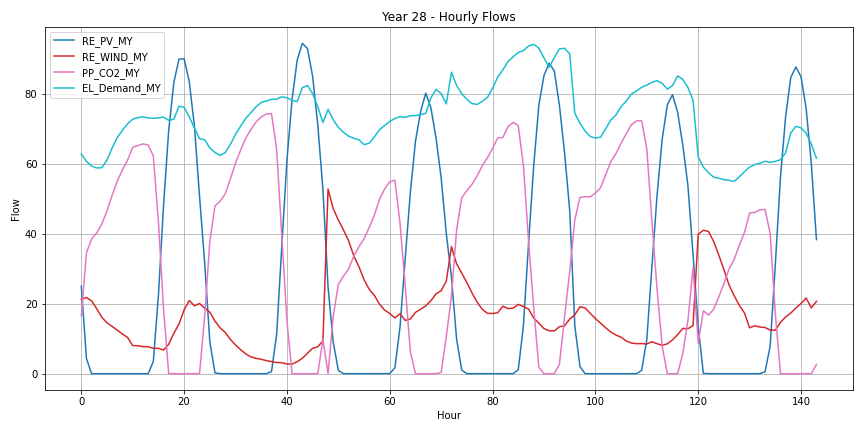 Year 28 - Hourly Flows
RE_PV_MY
RE_WIND_MY
PP_CO2_MY
EL_Demand_MY
Flow
80
60
40
20
0
0 20 40 60 80 100 120 140
Hour